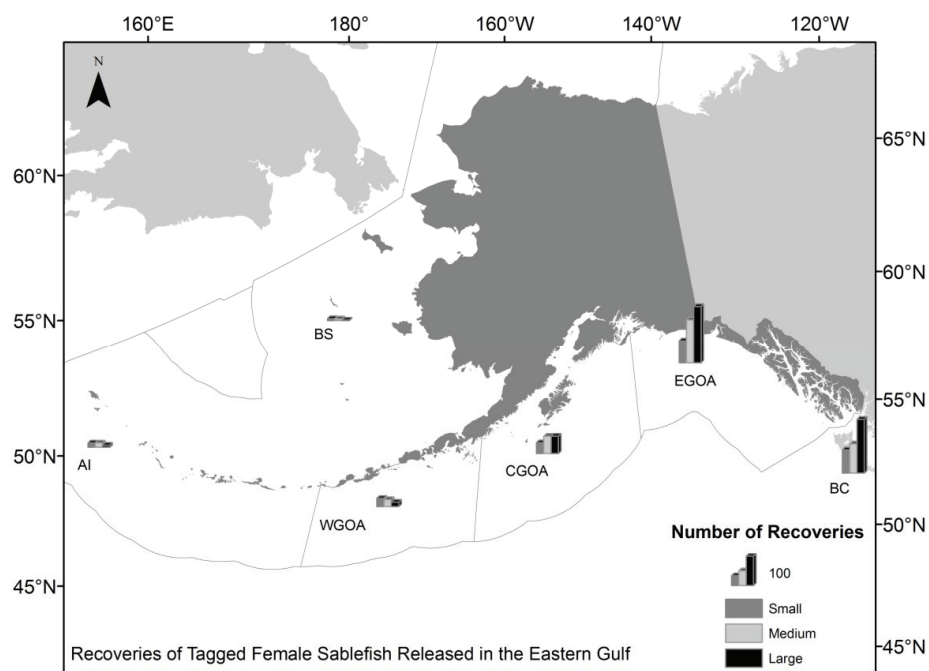 160°E 180° 160°W 140°W 120°W
N
65°N
60°N
60°N
55°N
BS
EGOA
55°N
AI
50°N
CGOA
BC
WGOA
50°N
Number of Recoveries
100
45°N
Small
Medium
45°N
Recoveries of Tagged Female Sablefish Released in the Eastern Gulf
Large